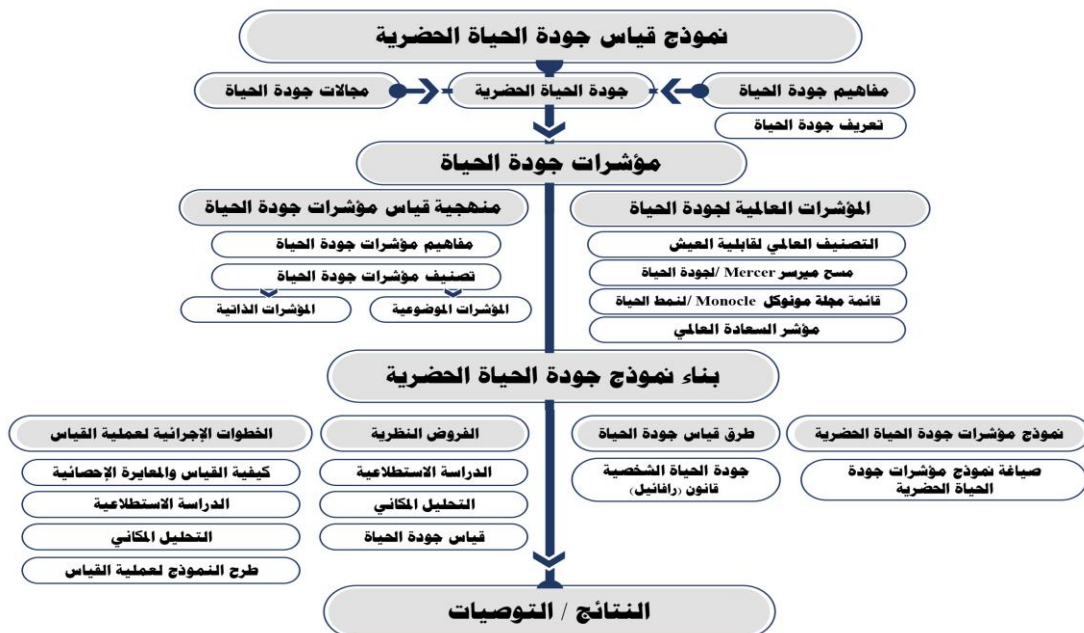 نموذج قياس جودة الحياة الحضرية
مفاهيم جودة الحياة
جودة الحياة الحضرية
مجالات جودة الحياة
تعريف جودة الحياة
مؤشرات جودة الحياة
المؤشرات العالمية لجودة الحياة
التصنيف العالمي لقابلية العيش
مسح ميرسر Mercer /لجودة الحياة
قائمة مجلة مونوكل Monocle /لنمط الحياة
مؤشر السعادة العالمي
منهجية قياس مؤشرات جودة الحياة
مفاهيم مؤشرات جودة الحياة
تصنيف مؤشرات جودة الحياة
المؤشرات الموضوعية
المؤشرات الذاتية
بناء نموذج جودة الحياة الحضرية
نموذج مؤشرات جودة الحياة الحضرية
صياغة نموذج مؤشرات جودة
الحياة الحضرية
طرق قياس جودة الحياة
جودة الحياة الشخصية
قانون (رافائيل)
الفروض النظرية
الدراسة الاستطلاعية
التحليل المكاني
قياس جودة الحياة
الخطوات الإجرائية لعملية القياس
كيفية القياس والمعايرة الإحصائية
الدراسة الاستطلاعية
التحليل المكاني
طرح النموذج لعملية القياس
النتائج / التوصيات